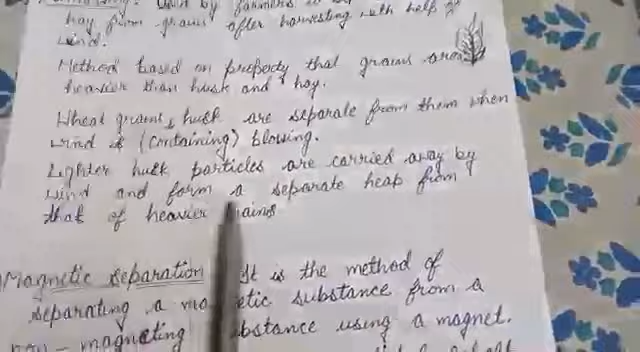 by farmers
hay from grains after harvesting with help of
wind.
Method based on property that grains are
heavier than husk and hay.
Wheat grains & husk are separate from them when
wind is (containing) blowing.
Lighter husk particles are carried away by
wind and form a separate heap from
that of heavier
Magnetic separation It is the method of
separating a substance from a
non-magnetic substance using a magnet.